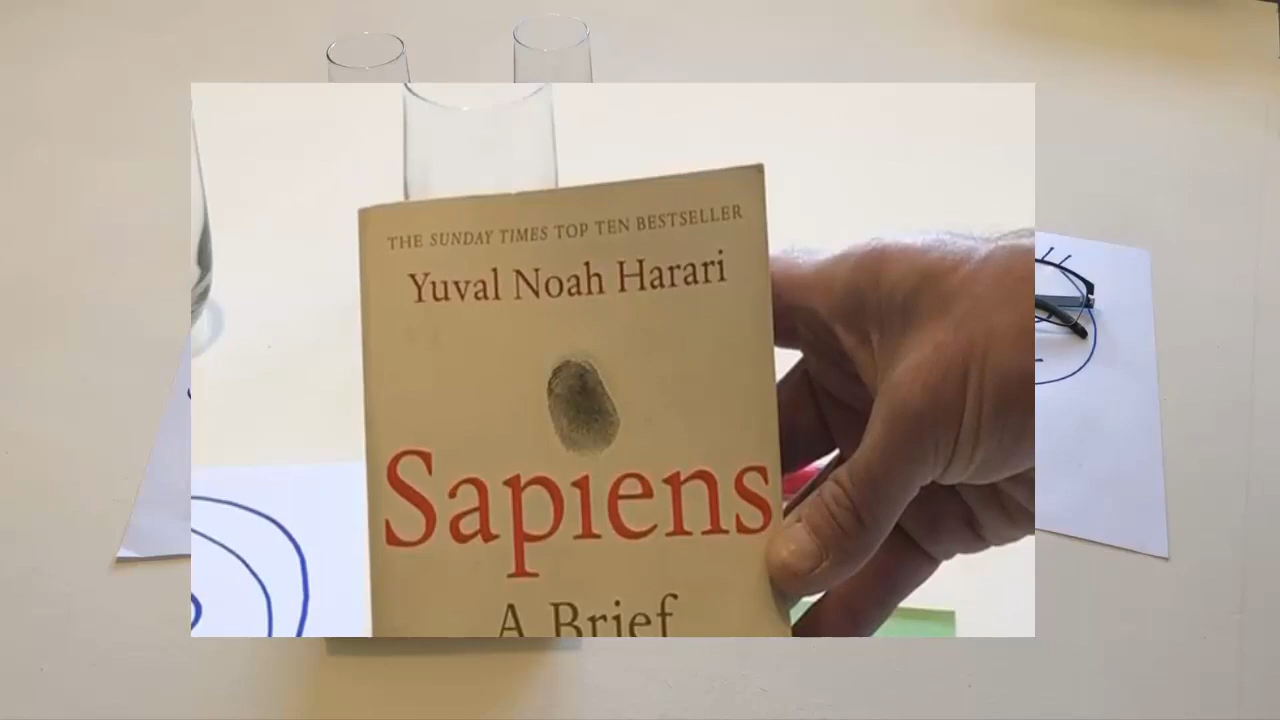 THE SUNDAY TIMES TOP TEN BESTSELLER
Yuval Noah Harari
Sapiens
A Brief